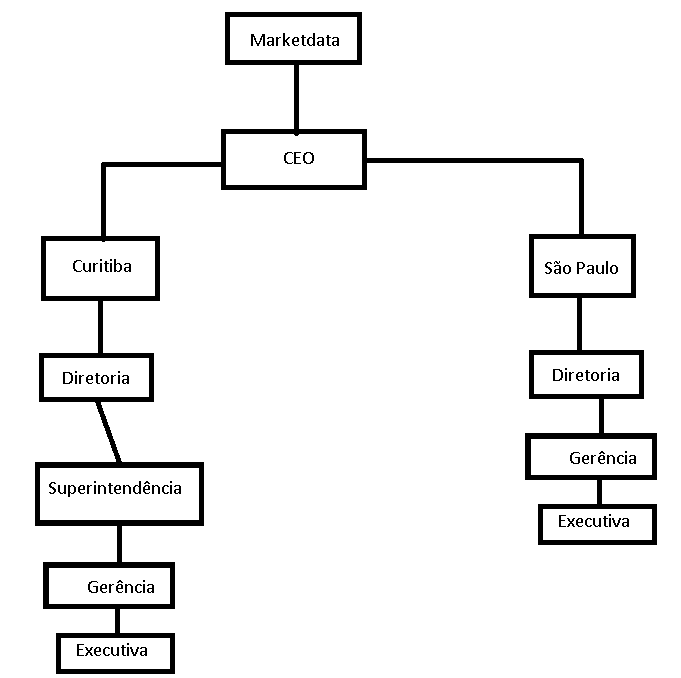 Marketdata
CEO
Curitiba
Diretoria
Superintendência
Gerência
Executiva
São Paulo
Diretoria
Gerência
Executiva